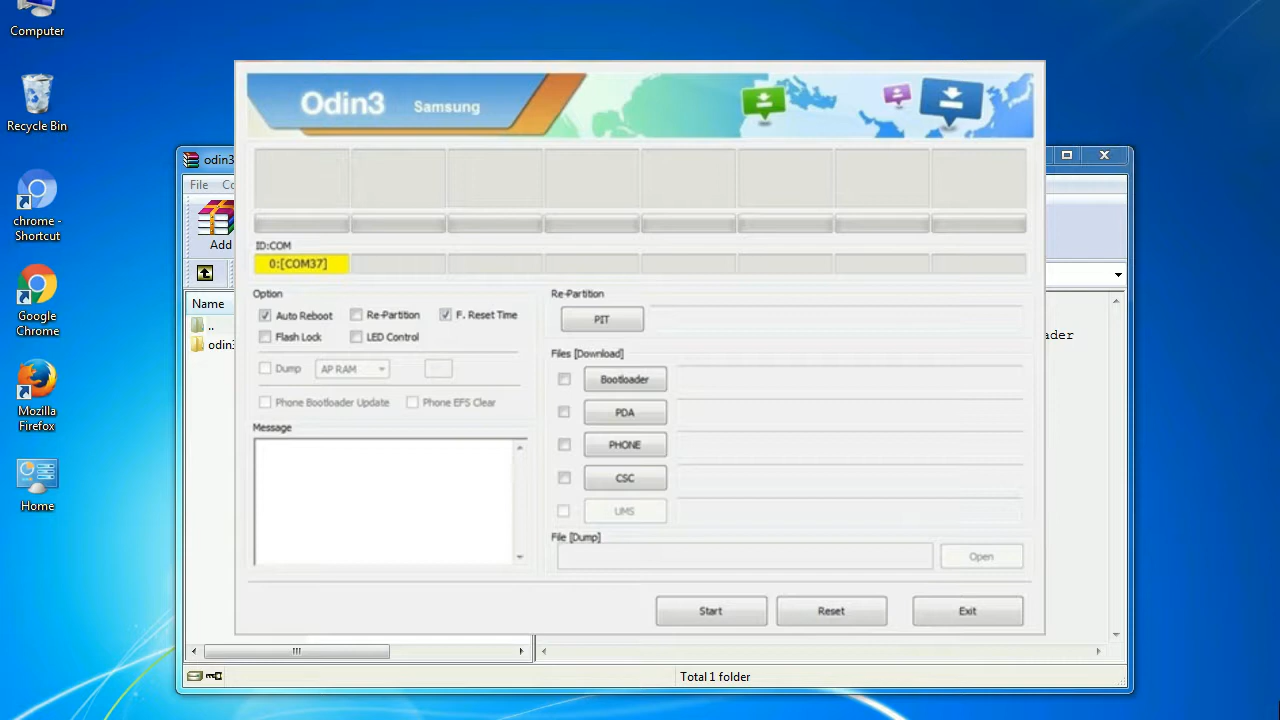 Computer
Recycle Bin
chrome -
Shortcut
Google
Chrome
Mozilla
Firefox
Home
odin3
File
Add
Name
..
odin3
Total 1 folder
Odin3 Samsung
ID:COM
0:[COM37]
Option
Auto Reboot
Re-Partition
F. Reset Time
Flash Lock
LED Control
Dump
AP RAM
Phone Bootloader Update
Phone EFS Clear
Message
Re-Partition
PIT
Files [Download]
Bootloader
PDA
PHONE
CSC
UMS
File [Dump]
Open
Start
Reset
Exit